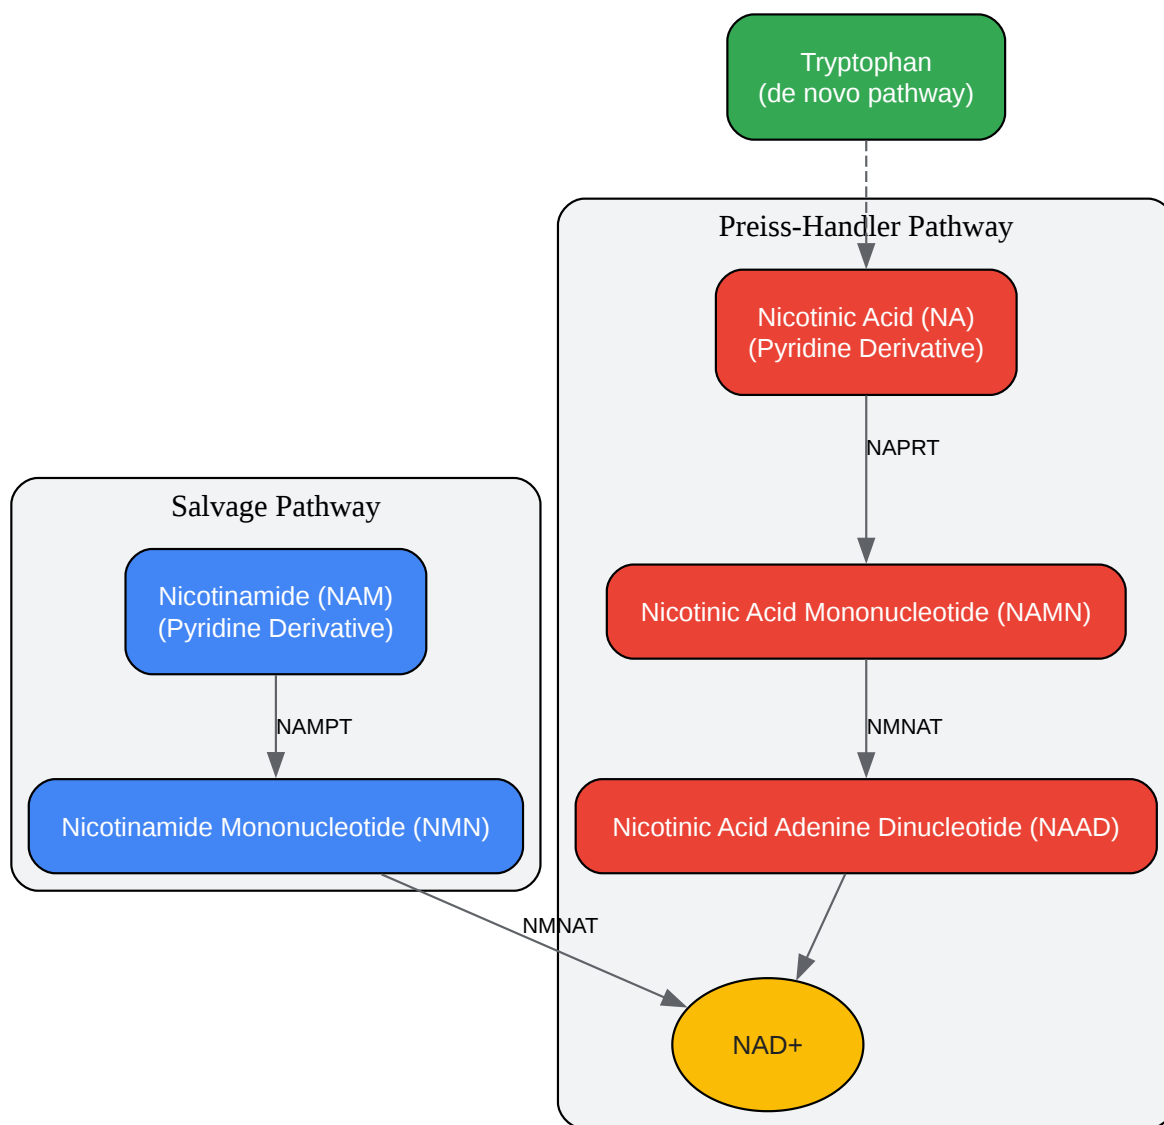 Tryptophan
(de novo pathway)
Preiss-Handler Pathway
Nicotinic Acid (NA)
(Pyridine Derivative)
NAPRT
Salvage Pathway
Nicotinamide (NAM)
(Pyridine Derivative)
Nicotinic Acid Mononucleotide (NAMN)
NAMPT
NMNAT
Nicotinamide Mononucleotide (NMN)
Nicotinic Acid Adenine Dinucleotide (NAAD)
NMNAT
NAD+